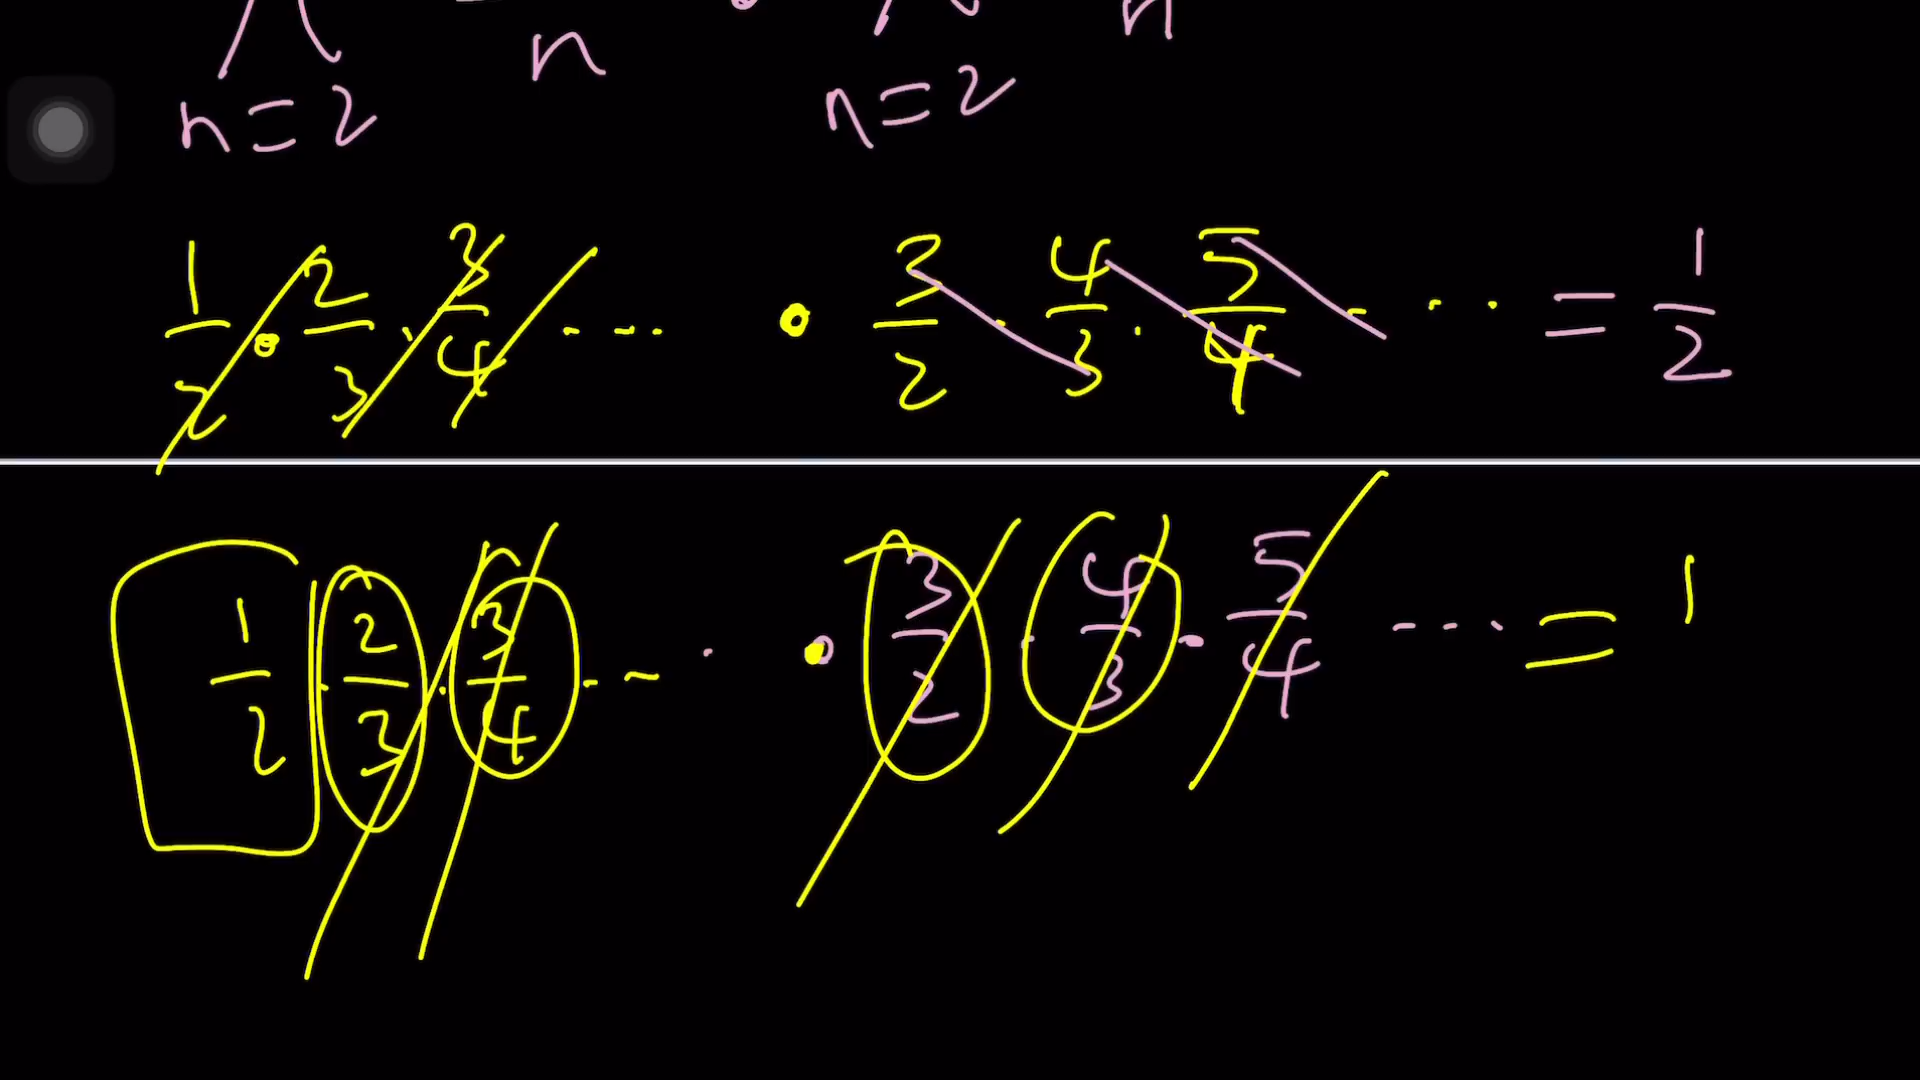 n n
n=2 n=2
1/2 · 2/3 · 3/4 ... · 3/2 · 4/3 · 5/4 · ... = 1/2
1/2 · 2/3 · 3/4 ... · 3/2 · 4/3 · 5/4 ... = 1